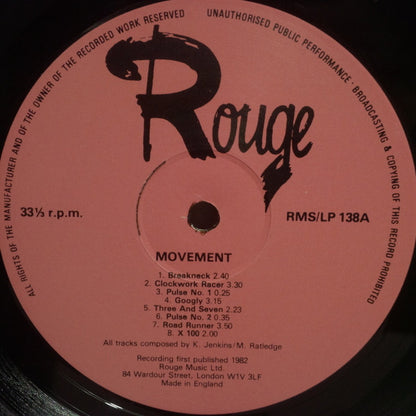 ALL RIGHTS OF THE MANUFACTURER AND OF THE OWNER OF THE RECORDED WORK RESERVED
UNAUTHORISED PUBLIC PERFORMANCE · BROADCASTING & COPYING OF THIS RECORD PROHIBITED
Rouge
33⅓ r.p.m.
RMS/LP 138A
MOVEMENT
1. Breakneck 2.40
2. Clockwork Racer 3.30
3. Pulse No. 1 0.25
4. Googly 3.15
5. Three And Seven 2.23
6. Pulse No. 2 0.35
7. Road Runner 3.50
8. X 100 2.00
All tracks composed by K. Jenkins/M. Ratledge
Recording first published 1982
Rouge Music Ltd.
84 Wardour Street, London W1V 3LF
Made in England